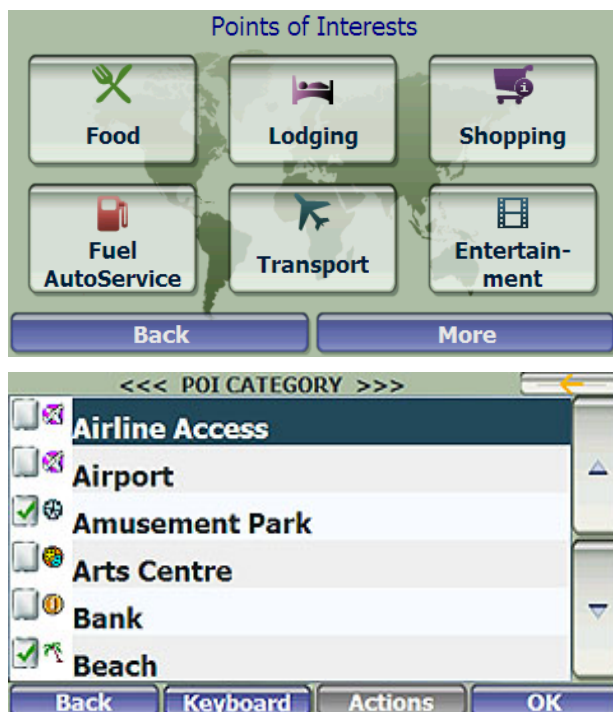 Points of Interests
Food
Lodging
Shopping
Fuel
AutoService
Transport
Entertain-
ment
Back
More
<<< POI CATEGORY >>>
Airline Access
Airport
Amusement Park
Arts Centre
Bank
Beach
Back
Keyboard
Actions
OK